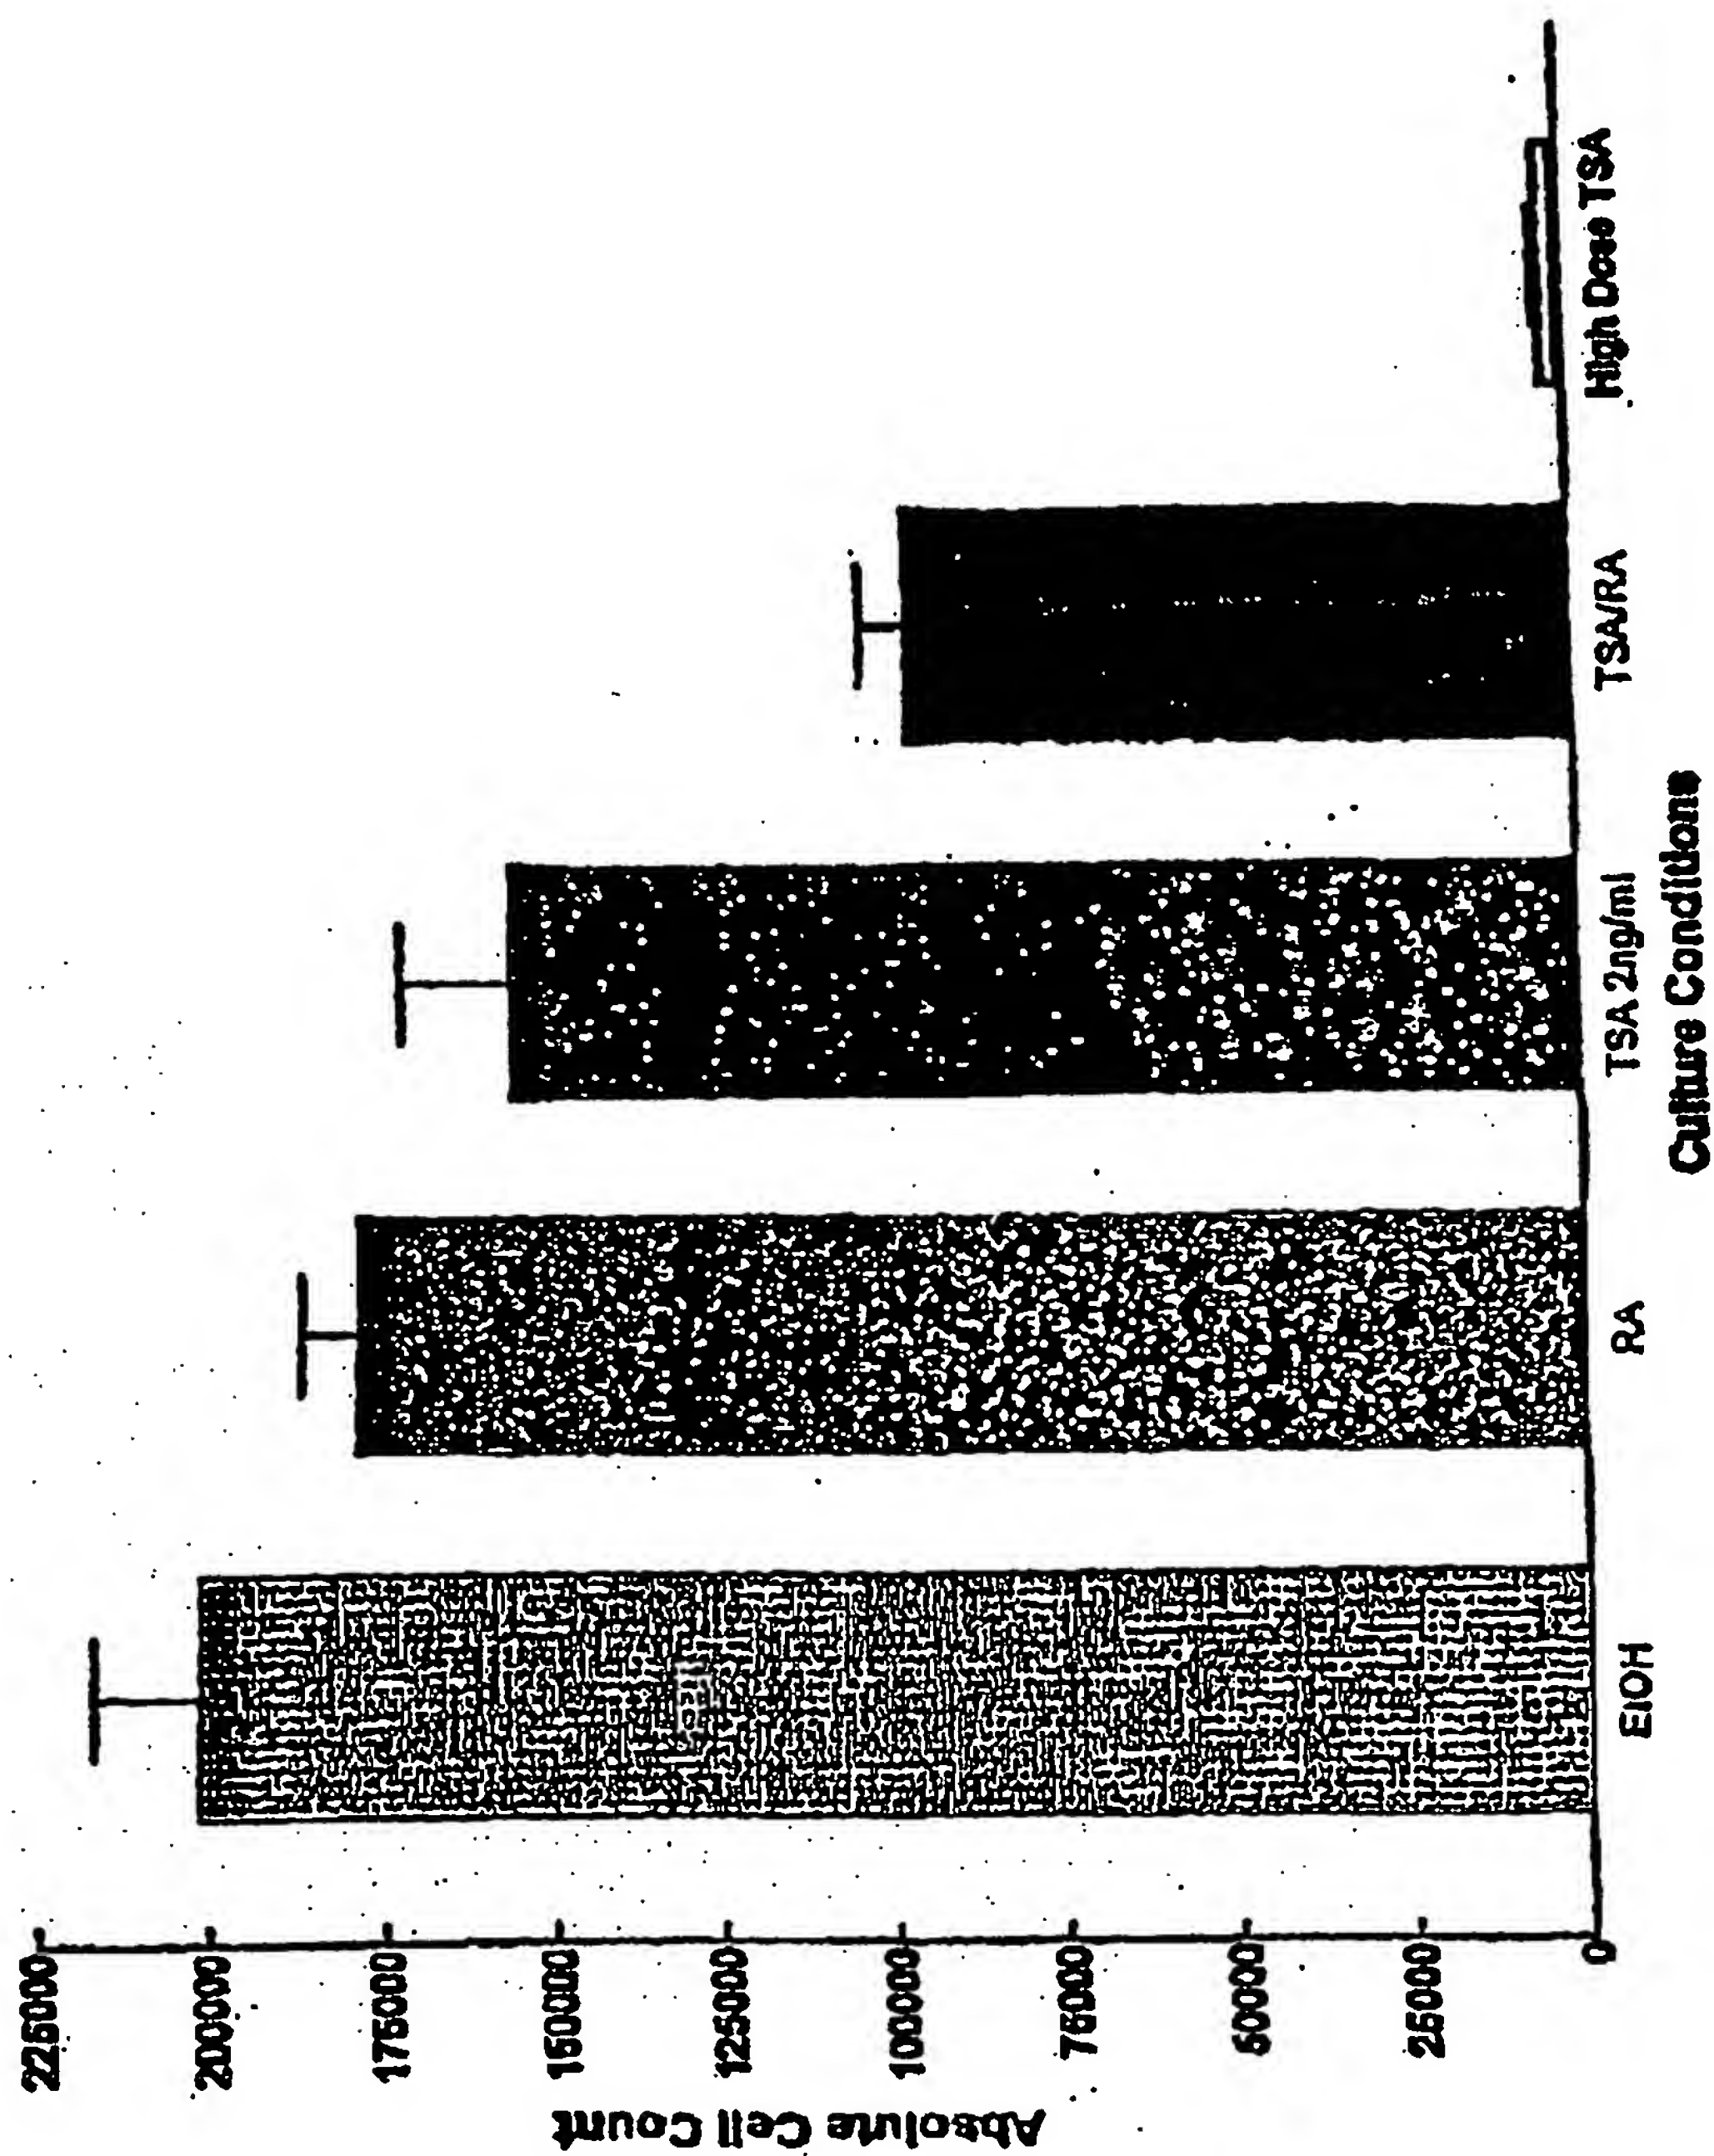 Absolute Cell Count
225000
200000
175000
150000
125000
100000
75000
50000
25000
0
EtOH
RA
TSA 2ng/ml
TSA/RA
High Dose TSA
Culture Conditions